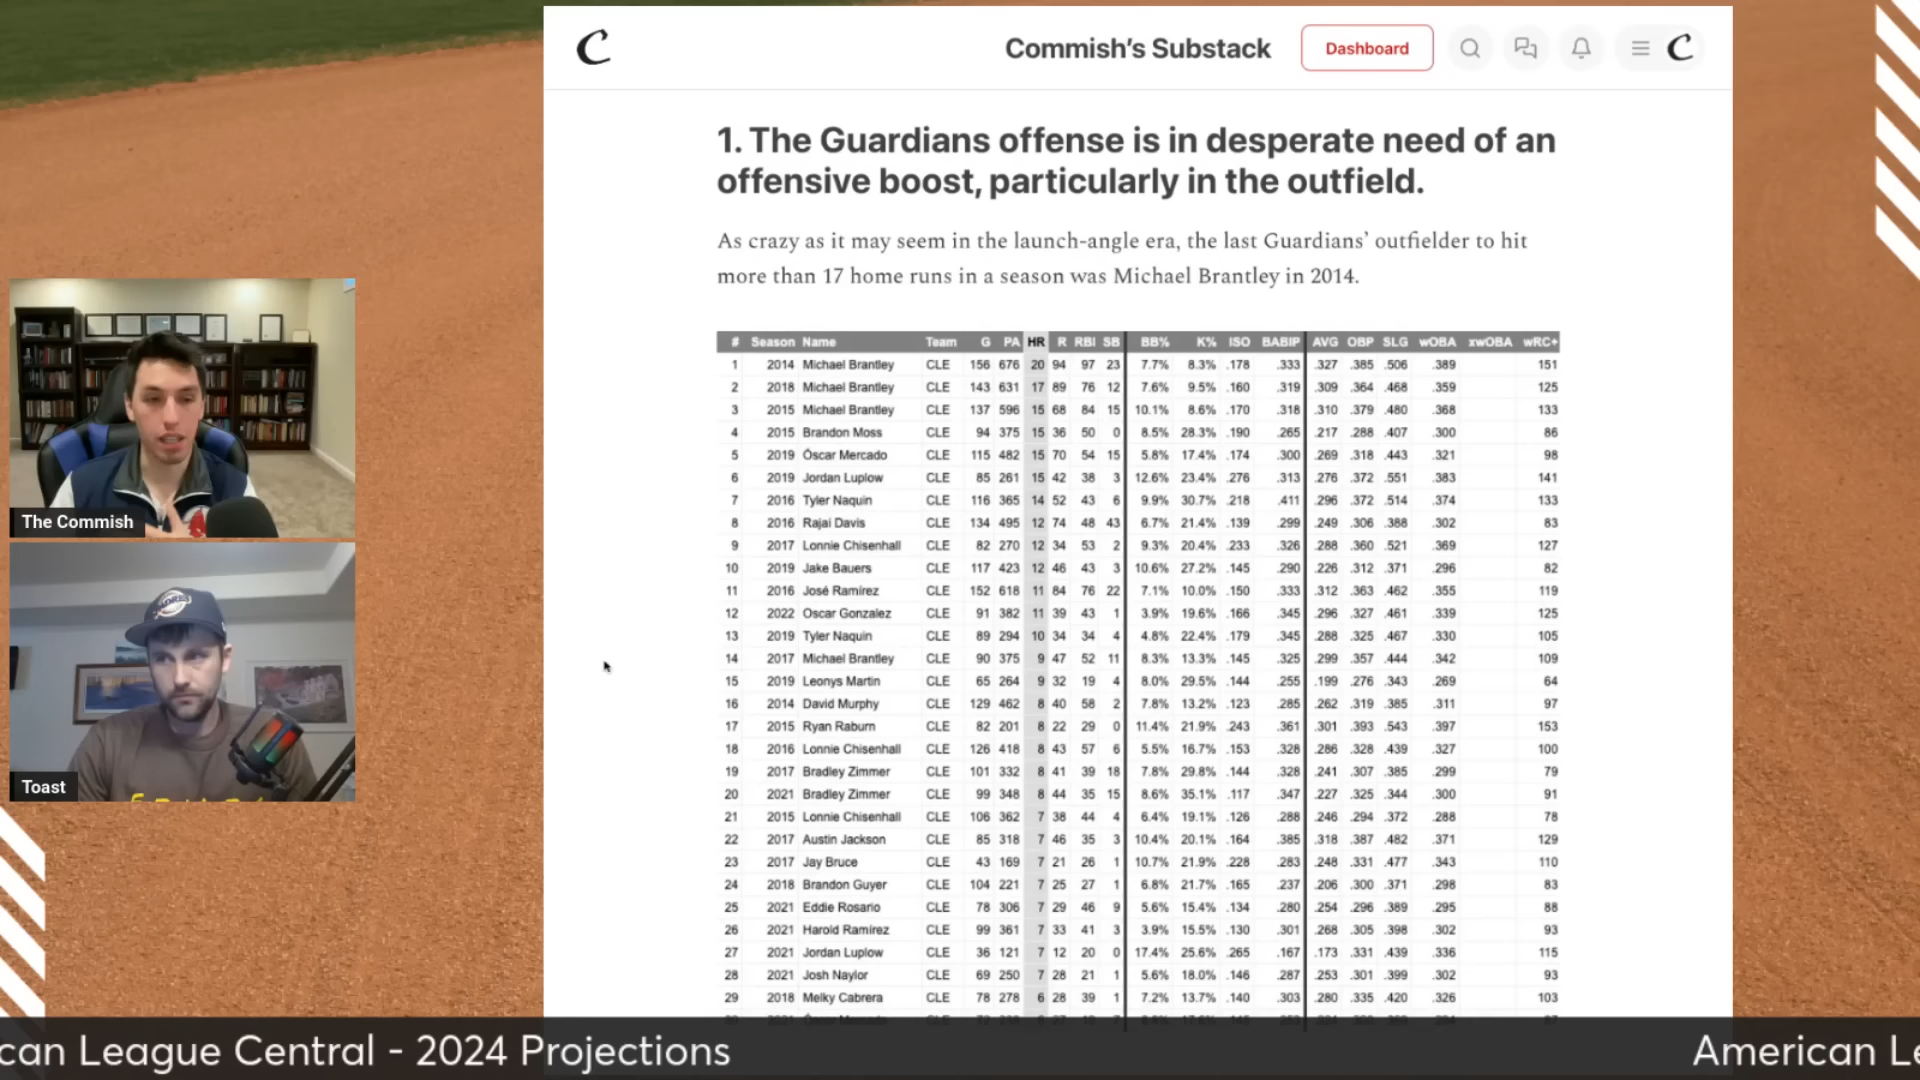 C
Commish's Substack
Dashboard
C
1. The Guardians offense is in desperate need of an
offensive boost, particularly in the outfield.
As crazy as it may seem in the launch-angle era, the last Guardians' outfielder to hit
more than 17 home runs in a season was Michael Brantley in 2014.
# Season Name Team G PA HR R RBI SB BB% K% ISO BABIP AVG OBP SLG wOBA xwOBA wRC+
1 2014 Michael Brantley CLE 156 676 20 94 97 23 7.7% 8.3% .178 .333 .327 .385 .506 .389 151
2 2018 Michael Brantley CLE 143 631 17 89 76 12 7.6% 9.5% .160 .319 .309 .364 .468 .359 125
3 2015 Michael Brantley CLE 137 596 15 68 84 15 10.1% 8.6% .170 .318 .310 .379 .480 .368 133
4 2015 Brandon Moss CLE 94 375 15 36 50 0 8.5% 28.3% .190 .265 .217 .288 .407 .300 86
5 2019 Óscar Mercado CLE 115 482 15 70 54 15 5.8% 17.4% .174 .300 .269 .318 .443 .321 98
6 2019 Jordan Luplow CLE 85 261 15 42 38 3 12.6% 23.4% .276 .313 .276 .372 .551 .383 141
7 2016 Tyler Naquin CLE 116 365 14 52 43 6 9.9% 30.7% .218 .411 .296 .372 .514 .374 133
8 2016 Rajai Davis CLE 134 495 12 74 48 43 6.7% 21.4% .139 .299 .249 .306 .388 .302 83
9 2017 Lonnie Chisenhall CLE 82 270 12 34 53 2 9.3% 20.4% .233 .326 .288 .360 .521 .369 127
10 2019 Jake Bauers CLE 117 423 12 46 43 3 10.6% 27.2% .145 .290 .226 .312 .371 .296 82
11 2016 José Ramírez CLE 152 618 11 84 76 22 7.1% 10.0% .150 .333 .312 .363 .462 .355 119
12 2022 Oscar Gonzalez CLE 91 382 11 39 43 1 3.9% 19.6% .166 .345 .296 .327 .461 .339 125
13 2019 Tyler Naquin CLE 89 294 10 34 34 4 4.8% 22.4% .179 .345 .288 .325 .467 .330 105
14 2017 Michael Brantley CLE 90 375 9 47 52 11 8.3% 13.3% .145 .325 .299 .357 .444 .342 109
15 2019 Leonys Martin CLE 65 264 9 32 19 4 8.0% 29.5% .144 .255 .199 .276 .343 .269 64
16 2014 David Murphy CLE 129 462 8 40 58 2 7.8% 13.2% .123 .285 .262 .319 .385 .311 97
17 2015 Ryan Raburn CLE 82 201 8 22 29 0 11.4% 21.9% .243 .361 .301 .393 .543 .397 153
18 2016 Lonnie Chisenhall CLE 126 418 8 43 57 6 5.5% 16.7% .153 .328 .286 .328 .439 .327 100
19 2017 Bradley Zimmer CLE 101 332 8 41 39 18 7.8% 29.8% .144 .328 .241 .307 .385 .299 79
20 2021 Bradley Zimmer CLE 99 348 8 44 35 15 8.6% 35.1% .117 .347 .227 .325 .344 .300 91
21 2015 Lonnie Chisenhall CLE 106 362 7 38 44 4 6.4% 19.1% .126 .288 .246 .294 .372 .288 78
22 2017 Austin Jackson CLE 85 318 7 46 35 3 10.4% 20.1% .164 .385 .318 .387 .482 .371 129
23 2017 Jay Bruce CLE 43 169 7 21 26 1 10.7% 21.9% .228 .283 .248 .331 .477 .343 110
24 2018 Brandon Guyer CLE 104 221 7 25 27 1 6.8% 21.7% .165 .237 .206 .300 .371 .298 83
25 2021 Eddie Rosario CLE 78 306 7 29 46 9 5.6% 15.4% .134 .280 .254 .296 .389 .295 88
26 2021 Harold Ramírez CLE 99 361 7 33 41 3 3.9% 15.5% .130 .301 .268 .305 .398 .302 93
27 2021 Jordan Luplow CLE 36 121 7 12 20 0 17.4% 25.6% .265 .167 .173 .331 .439 .336 115
28 2021 Josh Naylor CLE 69 250 7 28 21 1 5.6% 18.0% .146 .287 .253 .301 .399 .302 93
29 2018 Melky Cabrera CLE 78 278 6 28 39 1 7.2% 13.7% .140 .303 .280 .335 .420 .326 103
The Commish
PADRES
Toast
can League Central - 2024 Projections
American Le